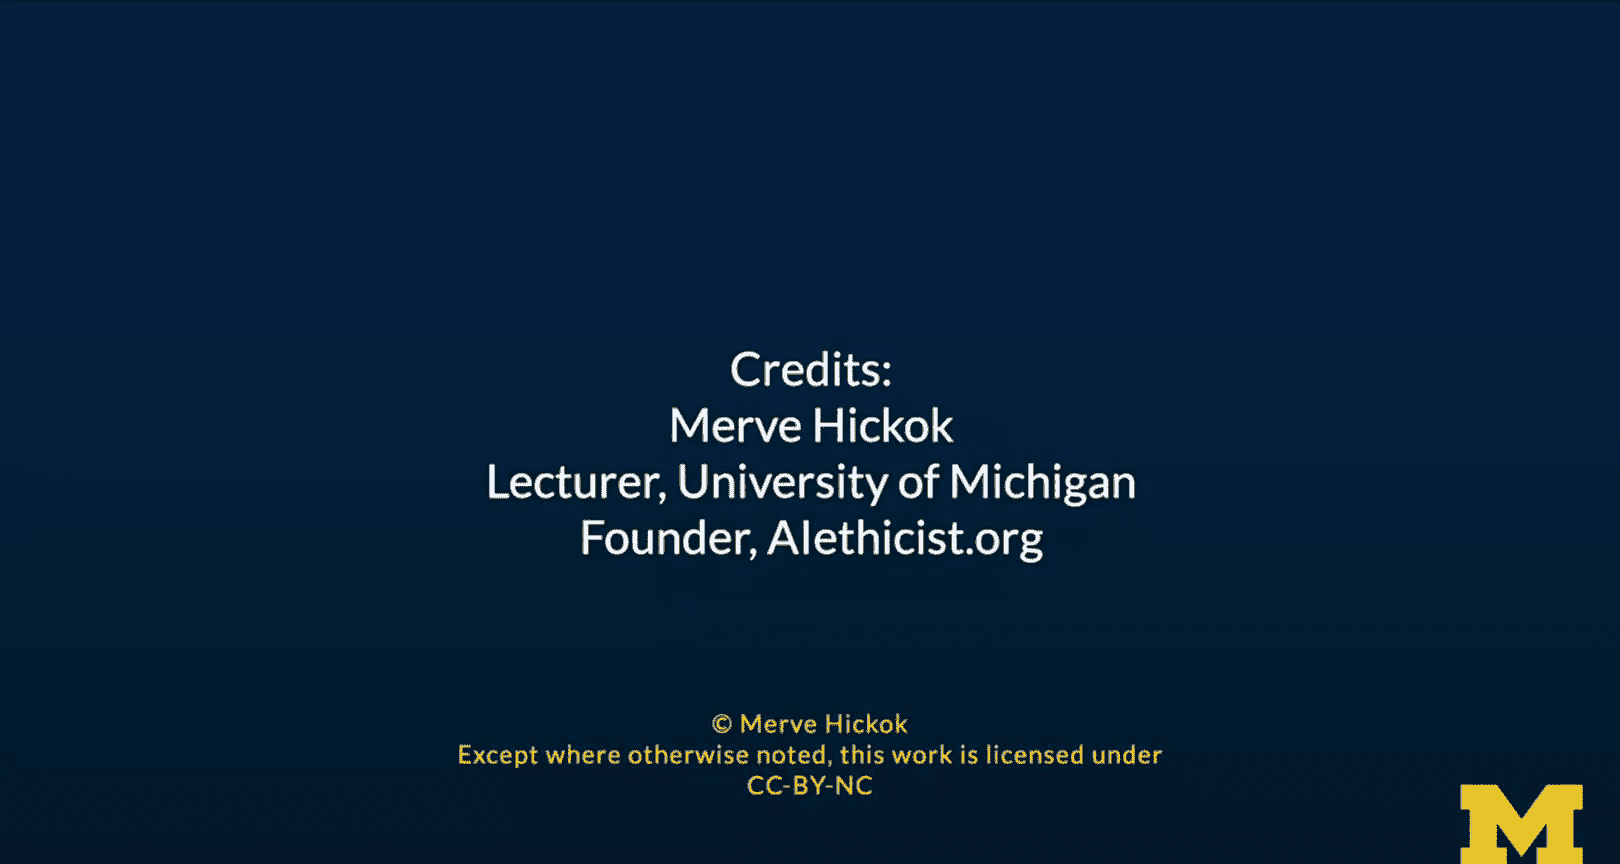 Credits:
Merve Hickok
Lecturer, University of Michigan
Founder, AIethicist.org
© Merve Hickok
Except where otherwise noted, this work is licensed under
CC-BY-NC
M